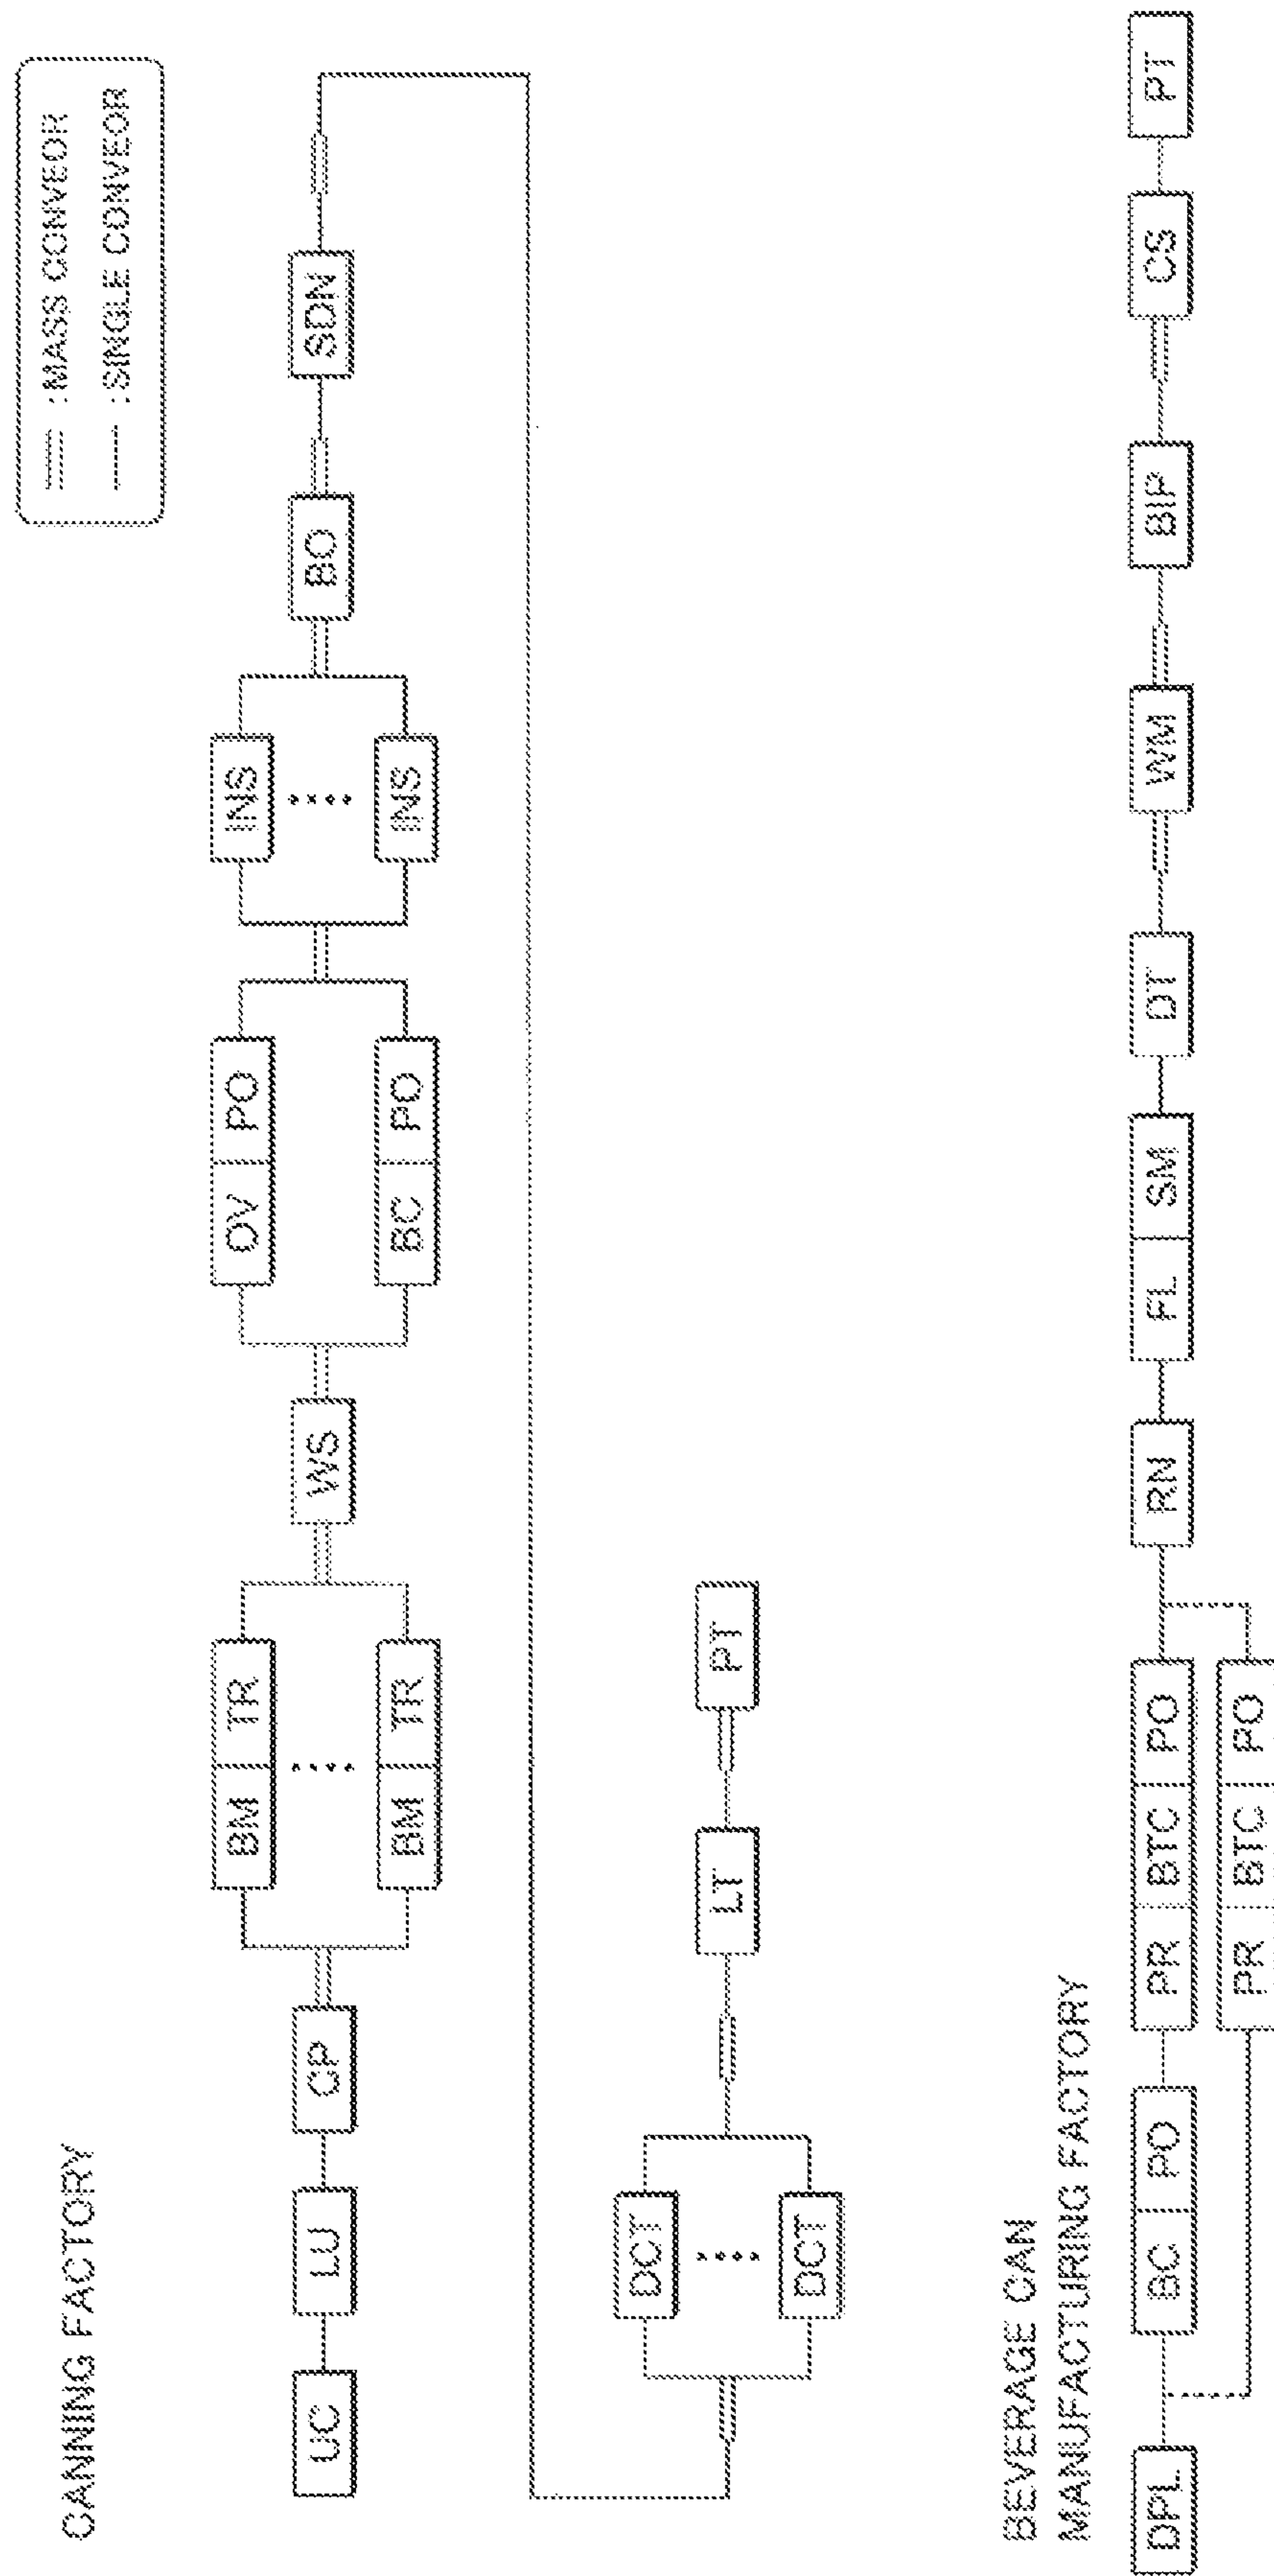 : MASS CONVEOR
: SINGLE CONVEOR
CANNING FACTORY
UC
LU
CP
BM TR
BM TR
WS
OV PO
BC PO
INS
INS
BO
SDN
DCT
DCT
LT
PT
BEVERAGE CAN
MANUFACTURING FACTORY
DPL
BC PO
PR BTC PO
PR BTC PO
RN
FL SM
DT
WM
BIP
CS
PT